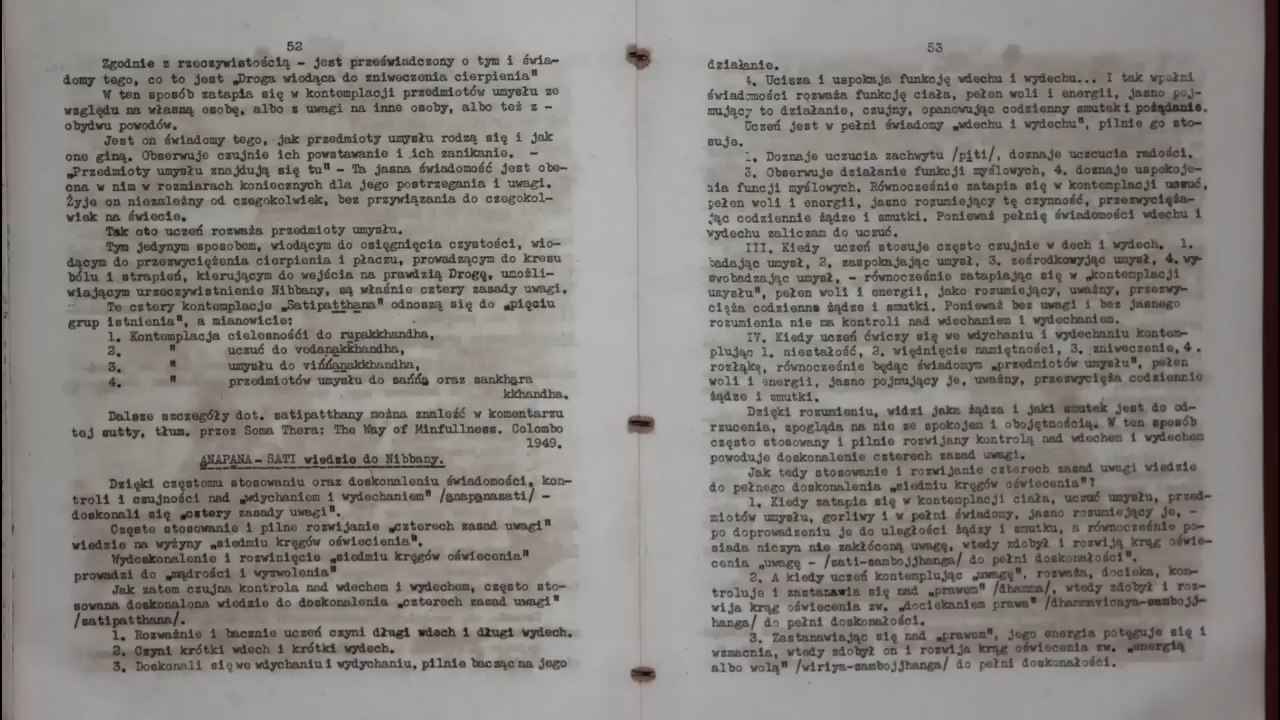 52
Zgodnie z rzeczywistością - jest przeświadczony o tym i świa-
domy tego, co to jest „Droga wiodąca do zniweczenia cierpienia"
W ten sposób zatapia się w kontemplacji przedmiotów umysłu ze
względu na własną osobę, albo z uwagi na inne osoby, albo też z -
obydwu powodów.
Jest on świadomy tego, jak przedmioty umysłu rodzą się i jak
one giną. Obserwuje czujnie ich powstawanie i ich zanikanie. -
„Przedmioty umysłu znajdują się tu" - Ta jasna świadomość jest obe-
cna w nim w rozmiarach koniecznych dla jego postrzegania i uwagi.
Żyje on niezależny od czegokolwiek, bez przywiązania do czegokol-
wiek na świecie.
Tak oto uczeń rozważa przedmioty umysłu.
Tym jedynym sposobem, wiodącym do osięgnięcia czystości, wio-
dącym do przezwyciężenia cierpienia i płaczu, prowadzącym do kresu
bólu i strapień, kierującym do wejścia na prawdzią Drogę, umożli-
wiającym urzeczywistnienie Nibbany, są właśnie cztery zasady uwagi.
Te cztery kontemplacje „Satipatthana" odnoszą się do „pięciu
grup istnienia", a mianowicie:
1. Kontemplacja cielesnośći do rupakkhandha,
2. " uczuć do vedanakkhandha,
3. " umysłu do viññanakkhandha,
4. " przedmiotów umysłu do sañña oraz sankhara
kkhandha.
Dalsze szczegóły dot. satipatthany można znaleść w komentarzu
tej sutty, tłum. przez Soma Thera: The Way of Minfullness. Colombo
1949.
ANAPANA - SATI wiedzie do Nibbany.
Dzięki częstemu stosowaniu oraz doskonaleniu świadomości, kon-
troli i czujności nad „wdychaniem i wydechaniem" /anapanasati/ -
doskonali się „cztery zasady uwagi".
Częste stosowanie i pilne rozwijanie „czterech zasad uwagi"
wiedzie na wyżyny „siedmiu kręgów oświecienia".
Wydoskonalenie i rozwinięcie „siedmiu kręgów oświecenia"
prowadzi do „mądrości i wyzwolenia"
Jak zatem czujna kontrola nad wdechem i wydechem, często sto-
sowana doskonalona wiedzie do doskonalenia „czterech zasad uwagi"
/satipatthana/.
1. Rozważnie i bacznie uczeń czyni długi wdech i długi wydech.
2. Czyni krótki wdech i krótki wydech.
3. Doskonali się we wdychaniu i wydychaniu, pilnie bacząc na jego
53
działanie.
4. Ucisza i uspokaja funkcję wdechu i wydechu... I tak w pełni
świadomości rozważa funkcję ciała, pełen woli i energii, jasno poj-
mujący to działanie, czujny, opanowując codzienny smutek i pożądanie.
Uczeń jest w pełni świadomy „wdechu i wydechu", pilnie go sto-
suje.
1. Doznaje uczucia zachwytu /piti/, doznaje uczcucia radości.
3. Obserwuje działanie funkcji myślowych, 4. doznaje uspokoje-
nia funcji myślowych. Równocześnie zatapia się w kontemplacji uczuć,
pełen woli i energii, jasno rozumiejący tę czynność, przezwycięża-
jąc codziennie żądze i smutki. Ponieważ pełnię świadomości wdechu i
wydechu zaliczam do uczuć.
III. Kiedy uczeń stosuje często czujnie w dech i wydech, 1.
badając umysł, 2. zaspokajając umysł, 3. ześrodkowując umysł, 4. wy-
swobadzając umysł, - równocześnie zatapiając się w „kontemplacji
umysłu", pełen woli i energii, jako rozumiejący, uważny, przezwy-
cięża codzienne żądze i smutki. Ponieważ bez uwagi i bez jasnego
rozumienia nie ma kontroli nad wdechaniem i wydechaniem.
IV. Kiedy uczeń ćwiczy się we wdychaniu i wydechaniu kontem-
plując 1. niestałość, 2. więdnięcie namiętności, 3. zniweczenie, 4.
rozłąkę, równocześnie będąc świadomym „przedmiotów umysłu", pełen
woli i energii, jasno pojmujący je, uważny, przezwycięża codziennie
żądze i smutki.
Dzięki rozumieniu, widzi jaka żądza i jaki smutek jest do od-
rzucenia, spogląda na nie ze spokojem i obojętnością. W ten sposób
często stosowany i pilnie rozwijany kontrolą nad wdechem i wydechem
powoduje doskonalenie czterech zasad uwagi.
Jak tedy stosowanie i rozwijanie czterech zasad uwagi wiedzie
do pełnego doskonalenia „siedmiu kręgów oświecenia"?
1. Kiedy zatapia się w kontemplacji ciała, uczuć umysłu, przed-
miotów umysłu, gorliwy i w pełni świadomy, jasno rozumiejący je, -
po doprowadzeniu je do uległości żądzy i smutku, a równocześnie po-
siada niczyn nie zakłóconą uwagę, wtedy zdobył i rozwiją krąg oświe-
cenia „uwagę - /sati-sambojjhanga/ do pełni doskonałości".
2. A kiedy uczeń kontemplując „uwagę", rozważa, docieka, kon-
troluje i zastanawia się nad „prawem" /dhamma/, wtedy zdobył i roz-
wija krąg oświecenia zw. „dociekaniem prawa" /dhammavicaya-sambojj-
hanga/ do pełni doskonałości.
3. Zastanawiając się nad „prawem", jego energia potęguje się i
wzmacnia, wtedy zdobył on i rozwija krąg oświecenia zw. „energią
albo wolą" /wiriya-sambojjhanga/ do pełni doskonałości.